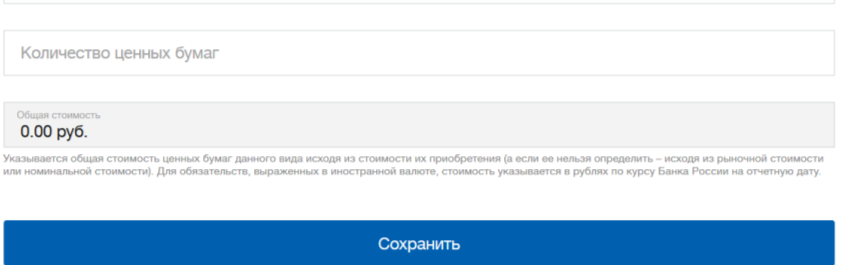 Количество ценных бумаг
Общая стоимость
0.00 руб.
Указывается общая стоимость ценных бумаг данного вида исходя из стоимости их приобретения (а если ее нельзя определить – исходя из рыночной стоимости
или номинальной стоимости). Для обязательств, выраженных в иностранной валюте, стоимость указывается в рублях по курсу Банка России на отчетную дату.
Сохранить